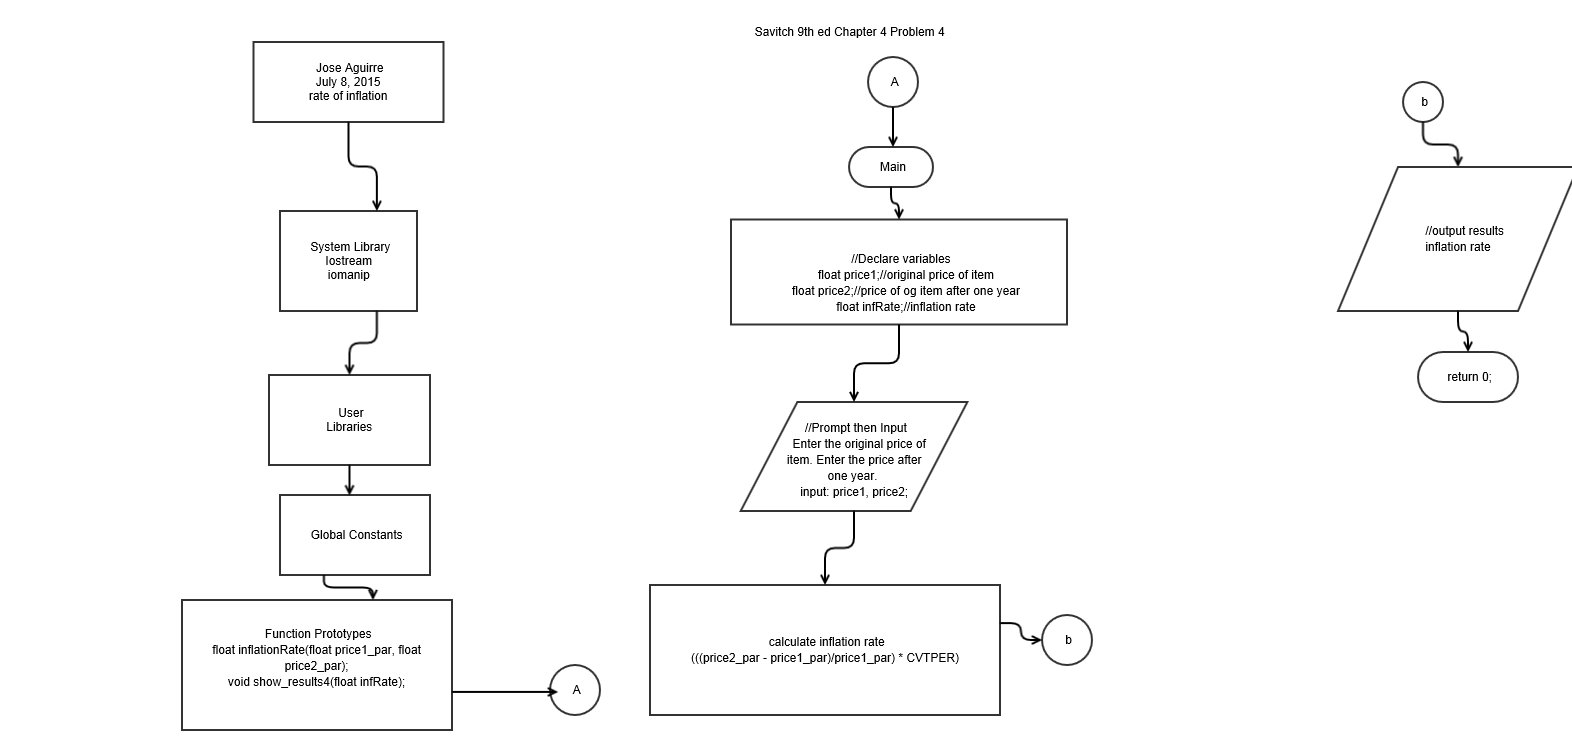 Savitch 9th ed Chapter 4 Problem 4
Jose Aguirre
July 8, 2015
rate of inflation
System Library
Iostream
iomanip
User
Libraries
Global Constants
Function Prototypes
float inflationRate(float price1_par, float
price2_par);
void show_results4(float infRate);
A
A
Main
//Declare variables
float price1;//original price of item
float price2;//price of og item after one year
float infRate;//inflation rate
//Prompt then Input
Enter the original price of
item. Enter the price after
one year.
input: price1, price2;
calculate inflation rate
(((price2_par - price1_par)/price1_par) * CVTPER)
b
b
//output results
inflation rate
return 0;